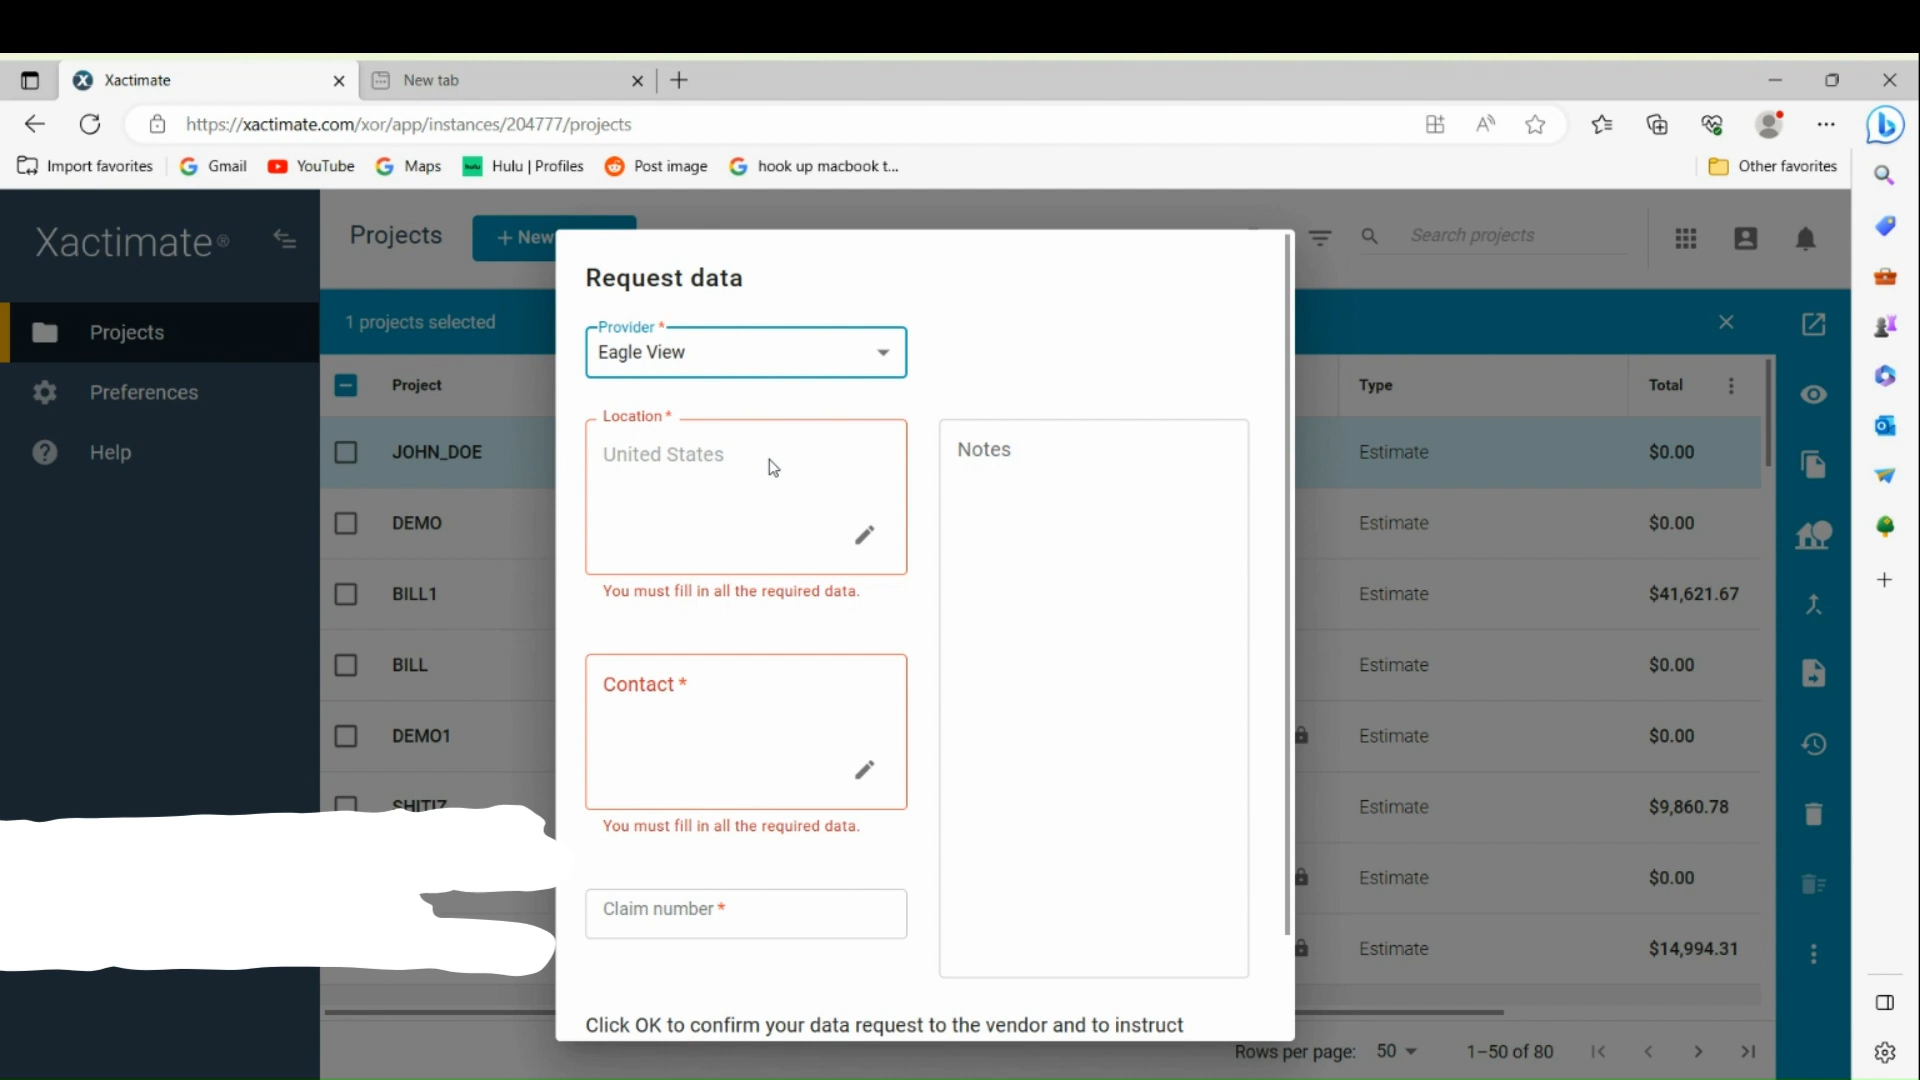 Xactimate
New tab
https://xactimate.com/xor/app/instances/204777/projects
Import favorites
Gmail
YouTube
Maps
hulu
Hulu | Profiles
Post image
hook up macbook t...
Other favorites
Xactimate®
Projects
Preferences
Help
Projects
+ New
Search projects
1 projects selected
Project
Type
Total
JOHN_DOE
Estimate
$0.00
DEMO
Estimate
$0.00
BILL1
Estimate
$41,621.67
BILL
Estimate
$0.00
DEMO1
Estimate
$0.00
SHITIZ
Estimate
$9,860.78
Estimate
$0.00
Estimate
$14,994.31
Request data
Provider *
Eagle View
Location *
United States
You must fill in all the required data.
Contact *
You must fill in all the required data.
Claim number *
Notes
Click OK to confirm your data request to the vendor and to instruct
Rows per page: 50
1–50 of 80